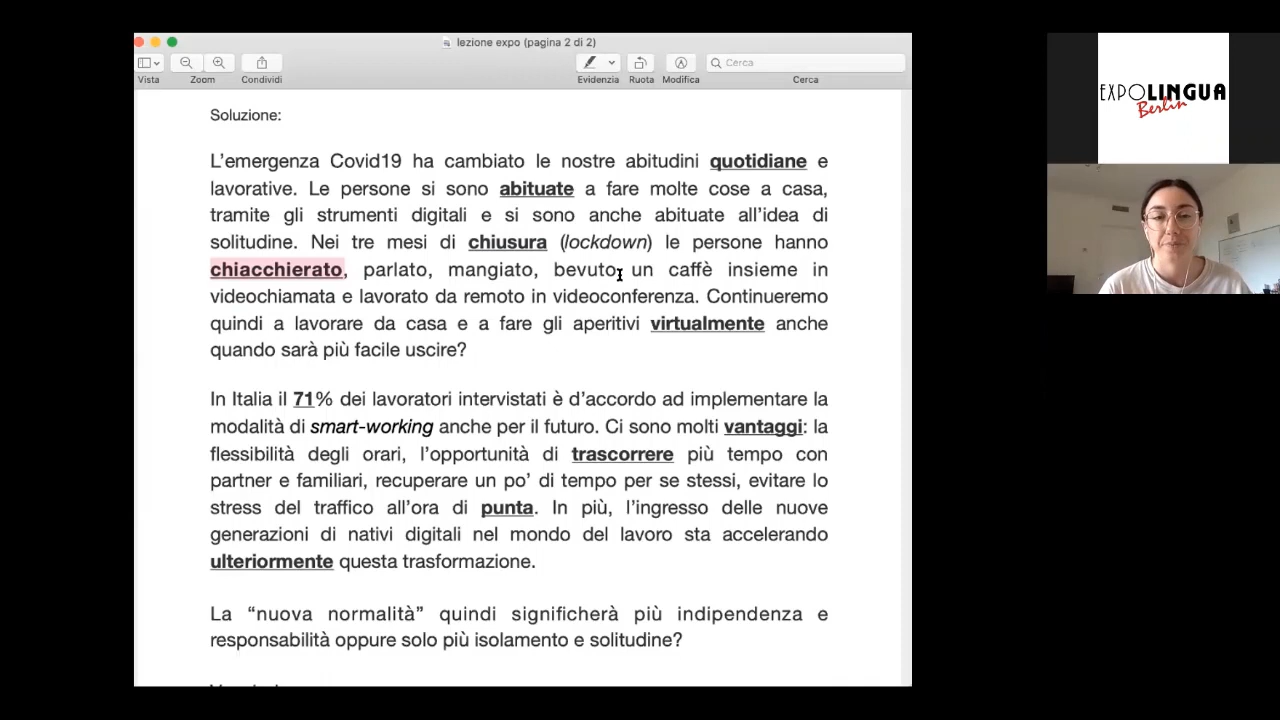 lezione expo (pagina 2 di 2)
Vista
Zoom
Condividi
Evidenzia
Ruota
Modifica
Cerca
Cerca
Soluzione:
L’emergenza Covid19 ha cambiato le nostre abitudini quotidiane e
lavorative. Le persone si sono abituate a fare molte cose a casa,
tramite gli strumenti digitali e si sono anche abituate all’idea di
solitudine. Nei tre mesi di chiusura (lockdown) le persone hanno
chiacchierato, parlato, mangiato, bevuto un caffè insieme in
videochiamata e lavorato da remoto in videoconferenza. Continueremo
quindi a lavorare da casa e a fare gli aperitivi virtualmente anche
quando sarà più facile uscire?
In Italia il 71% dei lavoratori intervistati è d’accordo ad implementare la
modalità di smart-working anche per il futuro. Ci sono molti vantaggi: la
flessibilità degli orari, l’opportunità di trascorrere più tempo con
partner e familiari, recuperare un po’ di tempo per se stessi, evitare lo
stress del traffico all’ora di punta. In più, l’ingresso delle nuove
generazioni di nativi digitali nel mondo del lavoro sta accelerando
ulteriormente questa trasformazione.
La “nuova normalità” quindi significherà più indipendenza e
responsabilità oppure solo più isolamento e solitudine?
EXPOLINGUA
Berlin